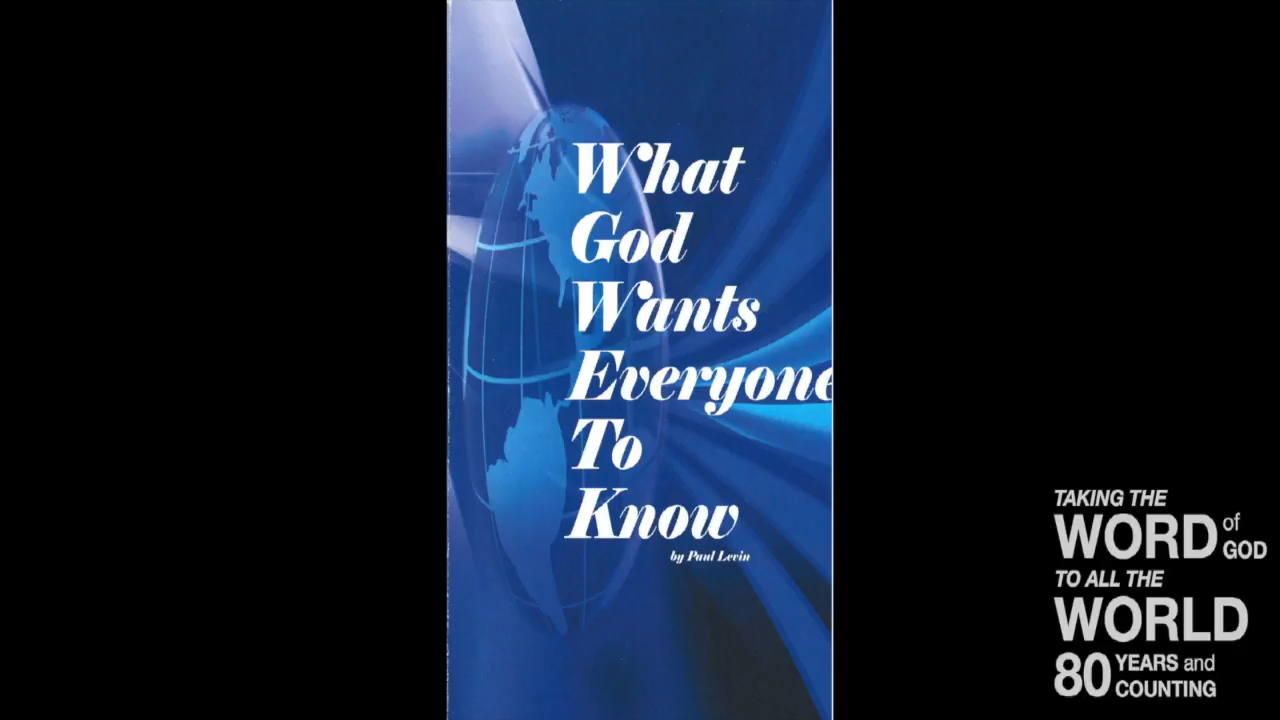 What
God
Wants
Everyone
To
Know
by Paul Levin
TAKING THE
WORD of
GOD
TO ALL THE
WORLD
80 YEARS and
COUNTING